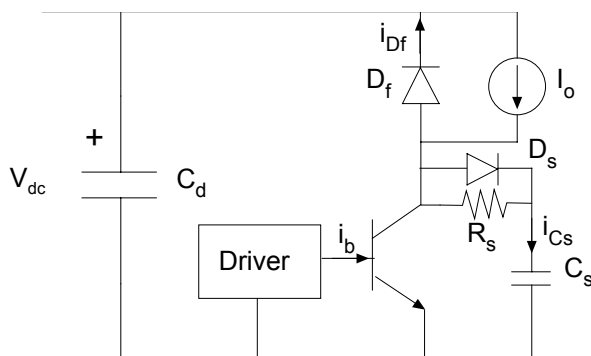 i_Df
D_f
I_o
+
D_s
V_dc
C_d
i_b
R_s
i_Cs
Driver
C_s